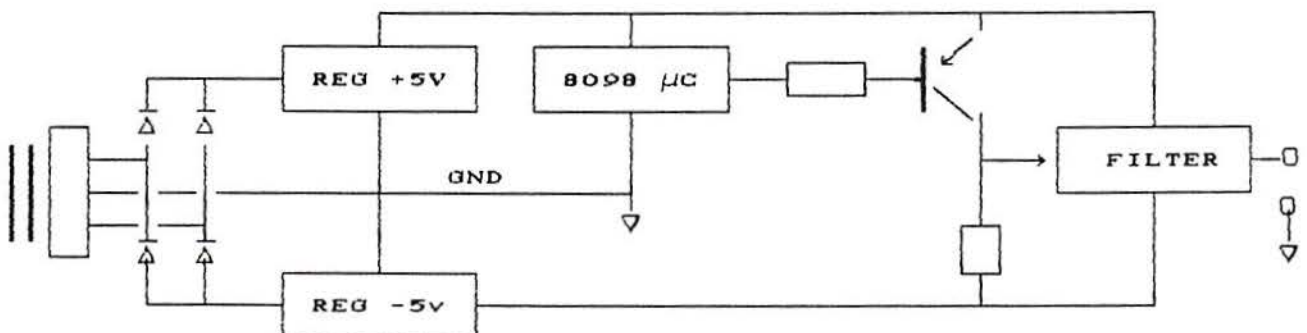 REG +5V
8098 µC
GND
FILTER
REG -5v